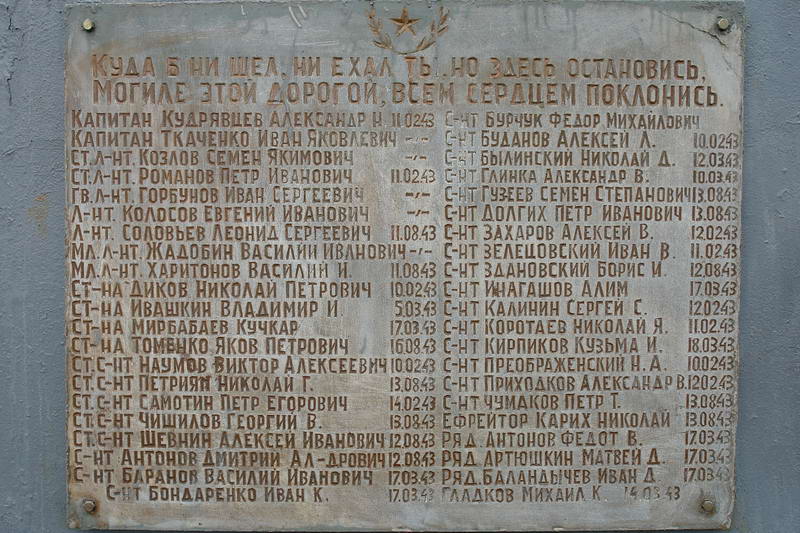 КУДА Б НИ ШЕЛ, НИ ЕХАЛ ТЫ, НО ЗДЕСЬ ОСТАНОВИСЬ,
МОГИЛЕ ЭТОЙ ДОРОГОЙ, ВСЕМ СЕРДЦЕМ ПОКЛОНИСЬ.
КАПИТАН КУДРЯВЦЕВ АЛЕКСАНДР Н. 11.02.43
КАПИТАН ТКАЧЕНКО ИВАН ЯКОВЛЕВИЧ -"-
СТ.Л-НТ. КОЗЛОВ СЕМЕН ЯКИМОВИЧ -"-
СТ.Л-НТ. РОМАНОВ ПЕТР ИВАНОВИЧ 11.02.43
ГВ.Л-НТ. ГОРБУНОВ ИВАН СЕРГЕЕВИЧ -"-
Л-НТ. КОЛОСОВ ЕВГЕНИЙ ИВАНОВИЧ -"-
Л-НТ. СОЛОВЬЕВ ЛЕОНИД СЕРГЕЕВИЧ 11.08.43
МЛ.Л-НТ. ЖАДОБИН ВАСИЛИЙ ИВАНОВИЧ -"-
МЛ.Л-НТ. ХАРИТОНОВ ВАСИЛИЙ И. 11.08.43
СТ-НА ДИКОВ НИКОЛАЙ ПЕТРОВИЧ 10.02.43
СТ-НА ИВАШКИН ВЛАДИМИР И. 5.03.43
СТ-НА МИРБАБАЕВ КУЧКАР 17.03.43
СТ-НА ТОМЕНКО ЯКОВ ПЕТРОВИЧ 16.08.43
СТ.С-НТ НАУМОВ ВИКТОР АЛЕКСЕЕВИЧ 10.02.43
СТ.С-НТ ПЕТРИЯН НИКОЛАЙ Г. 13.08.43
СТ.С-НТ САМОТИН ПЕТР ЕГОРОВИЧ 14.02.43
СТ.С-НТ ЧИШИЛОВ ГЕОРГИЙ В. 13.08.43
СТ.С-НТ ШЕВНИН АЛЕКСЕЙ ИВАНОВИЧ 12.08.43
С-НТ АНТОНОВ ДМИТРИЙ АЛ-ДРОВИЧ 12.08.43
С-НТ БАРАНОВ ВАСИЛИЙ ИВАНОВИЧ 17.03.43
С-НТ БОНДАРЕНКО ИВАН К. 17.03.43
С-НТ БУРЧУК ФЕДОР МИХАЙЛОВИЧ
С-НТ БУДАНОВ АЛЕКСЕЙ Л. 10.02.43
С-НТ БЫЛИНСКИЙ НИКОЛАЙ Д. 12.03.43
С-НТ ГЛИНКА АЛЕКСАНДР В. 10.03.43
С-НТ ГУЗЕЕВ СЕМЕН СТЕПАНОВИЧ 13.08.43
С-НТ ДОЛГИХ ПЕТР ИВАНОВИЧ 13.08.43
С-НТ ЗАХАРОВ АЛЕКСЕЙ В. 12.02.43
С-НТ ЗЕЛЕЦОВСКИЙ ИВАН В. 11.02.43
С-НТ ЗДАНОВСКИЙ БОРИС И. 12.08.43
С-НТ ИНАГАШОВ АЛИМ 17.03.43
С-НТ КАЛИНИН СЕРГЕЙ С. 12.02.43
С-НТ КОРОТАЕВ НИКОЛАЙ Я. 11.02.43
С-НТ КИРПИКОВ КУЗЬМА И. 18.03.43
С-НТ ПРЕОБРАЖЕНСКИЙ Н. А. 10.02.43
С-НТ ПРИХОДКОВ АЛЕКСАНДР В. 12.02.43
С-НТ ЧУМАКОВ ПЕТР Т. 13.08.43
ЕФРЕЙТОР КАРИХ НИКОЛАЙ 13.08.43
РЯД. АНТОНОВ ФЕДОТ В. 17.03.43
РЯД. АРТЮШКИН МАТВЕЙ Д. 17.03.43
РЯД. БАЛАНДЫЧЕВ ИВАН Д. 17.03.43
ГЛАДКОВ МИХАИЛ К. 14.03.43